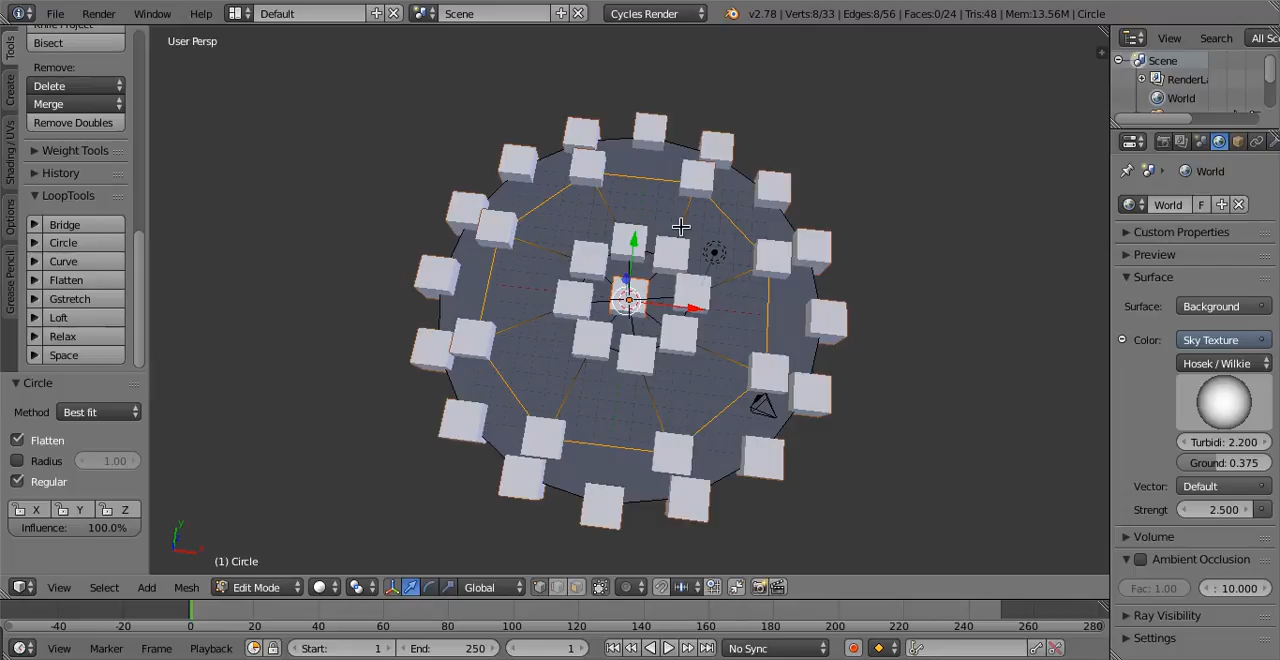 File Render Window Help Default Scene Cycles Render v2.78 | Verts:8/33 | Edges:8/56 | Faces:0/24 | Tris:48 | Mem:13.56M | Circle
Bisect
Remove:
Delete
Merge
Remove Doubles
Weight Tools
History
LoopTools
Bridge
Circle
Curve
Flatten
Gstretch
Loft
Relax
Space
Circle
Method Best fit
Flatten
Radius 1.00
Regular
X Y Z
Influence: 100.0%
Tools
Create
Shading / UVs
Options
Grease Pencil
User Persp
y
x
(1) Circle
View Select Add Mesh Edit Mode Global
-40 -20 0 20 40 60 80 100 120 140 160 180 200 220 240 260 280
View Marker Frame Playback Start: 1 End: 250 1 No Sync
View Search All Sc
Scene
RenderLa
World
World
World F
Custom Properties
Preview
Surface
Surface: Background
Color: Sky Texture
Hosek / Wilkie
Turbidi: 2.200
Ground: 0.375
Vector: Default
Strengt 2.500
Volume
Ambient Occlusion
Fac: 1.00 : 10.000
Ray Visibility
Settings